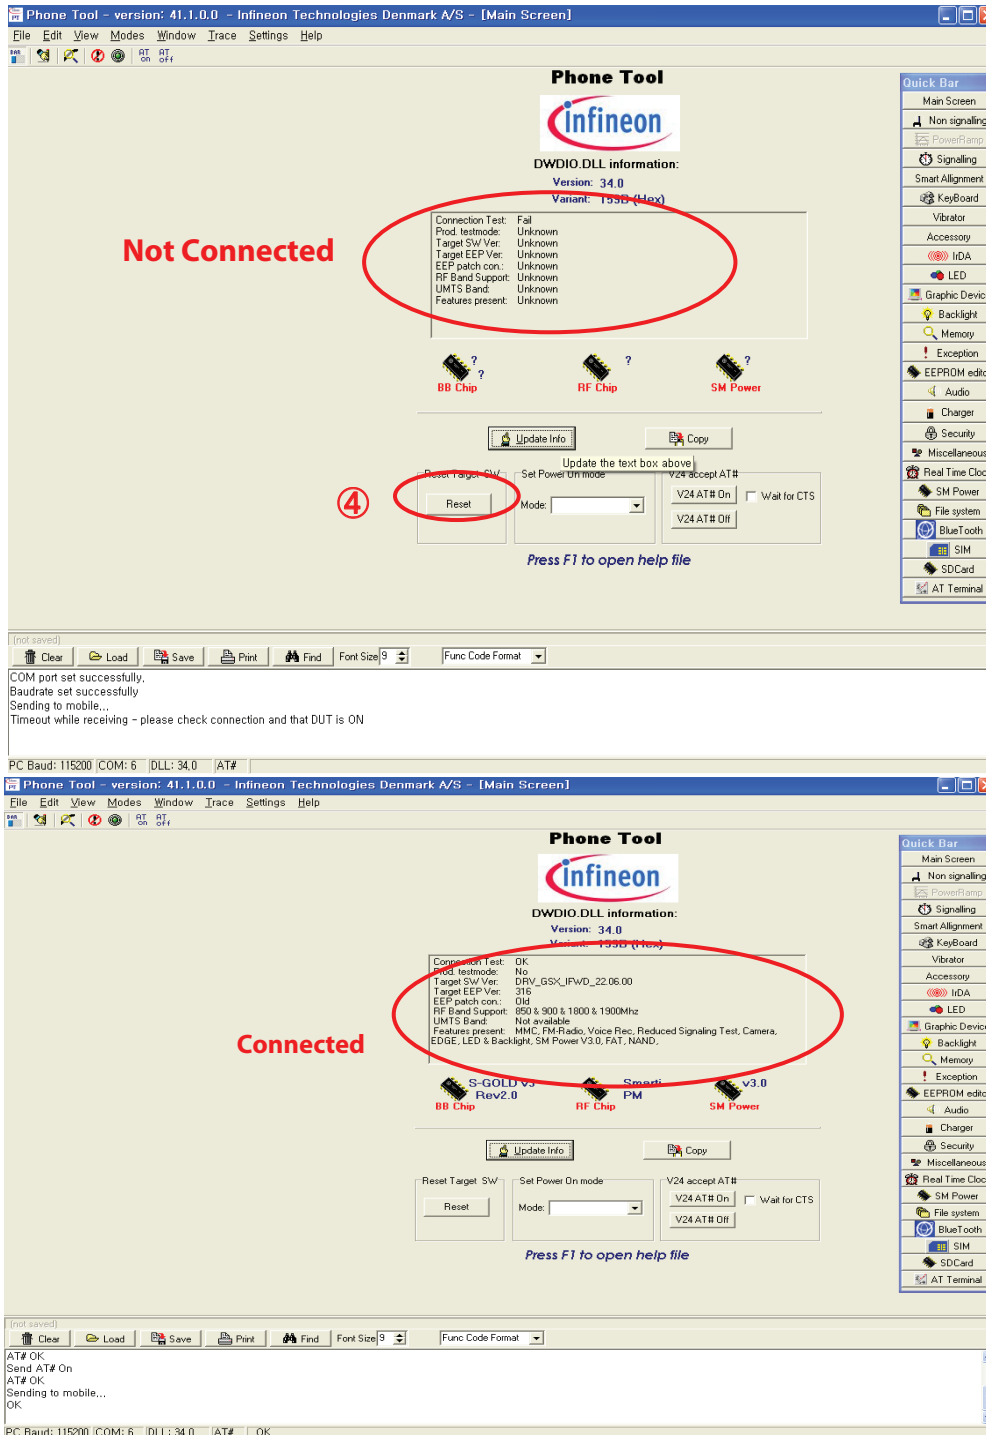 Phone Tool - version: 41.1.0.0 - Infineon Technologies Denmark A/S - [Main Screen]
File Edit View Modes Window Trace Settings Help
BAR AT on AT off
Phone Tool
infineon
DWDIO.DLL information:
Version: 34.0
Variant: 159B (Hex)
Not Connected
Connection Test: Fail
Prod. testmode: Unknown
Target SW Ver: Unknown
Target EEP Ver: Unknown
EEP patch con.: Unknown
RF Band Support: Unknown
UMTS Band: Unknown
Features present: Unknown
? ? ? ?
BB Chip RF Chip SM Power
Update Info Copy
Update the text box above
Reset Target SW Set Power On mode V24 accept AT#
④ Reset Mode: V24 AT# On Wait for CTS
V24 AT# Off
Press F1 to open help file
Quick Bar
Main Screen
Non signalling
PowerRamp
Signalling
Smart Allignment
KeyBoard
Vibrator
Accessory
IrDA
LED
Graphic Devic
Backlight
Memory
Exception
EEPROM edito
Audio
Charger
Security
Miscellaneous
Real Time Cloc
SM Power
File system
BlueTooth
SIM
SDCard
AT Terminal
(not saved)
Clear Load Save Print Find Font Size 9 Func Code Format
COM port set successfully,
Baudrate set successfully
Sending to mobile...
Timeout while receiving - please check connection and that DUT is ON
PC Baud: 115200 COM: 6 DLL: 34,0 AT#
Phone Tool - version: 41.1.0.0 - Infineon Technologies Denmark A/S - [Main Screen]
File Edit View Modes Window Trace Settings Help
BAR AT on AT off
Phone Tool
infineon
DWDIO.DLL information:
Version: 34.0
Variant: 159B (Hex)
Connected
Connection Test: OK
Prod. testmode: No
Target SW Ver: DRV_GSX_IFWD_22.06.00
Target EEP Ver: 316
EEP patch con.: Old
RF Band Support: 850 & 900 & 1800 & 1900Mhz
UMTS Band: Not available
Features present: MMC, FM-Radio, Voice Rec, Reduced Signaling Test, Camera,
EDGE, LED & Backlight, SM Power V3.0, FAT, NAND,
S-GOLD v3 Smarti v3.0
Rev2.0 PM
BB Chip RF Chip SM Power
Update Info Copy
Reset Target SW Set Power On mode V24 accept AT#
Reset Mode: V24 AT# On Wait for CTS
V24 AT# Off
Press F1 to open help file
Quick Bar
Main Screen
Non signalling
PowerRamp
Signalling
Smart Allignment
KeyBoard
Vibrator
Accessory
IrDA
LED
Graphic Device
Backlight
Memory
Exception
EEPROM edito
Audio
Charger
Security
Miscellaneous
Real Time Cloc
SM Power
File system
BlueTooth
SIM
SDCard
AT Terminal
(not saved)
Clear Load Save Print Find Font Size 9 Func Code Format
AT# OK
Send AT# On
AT# OK
Sending to mobile...
OK
PC Baud: 115200 COM: 6 DLL: 34,0 AT# OK